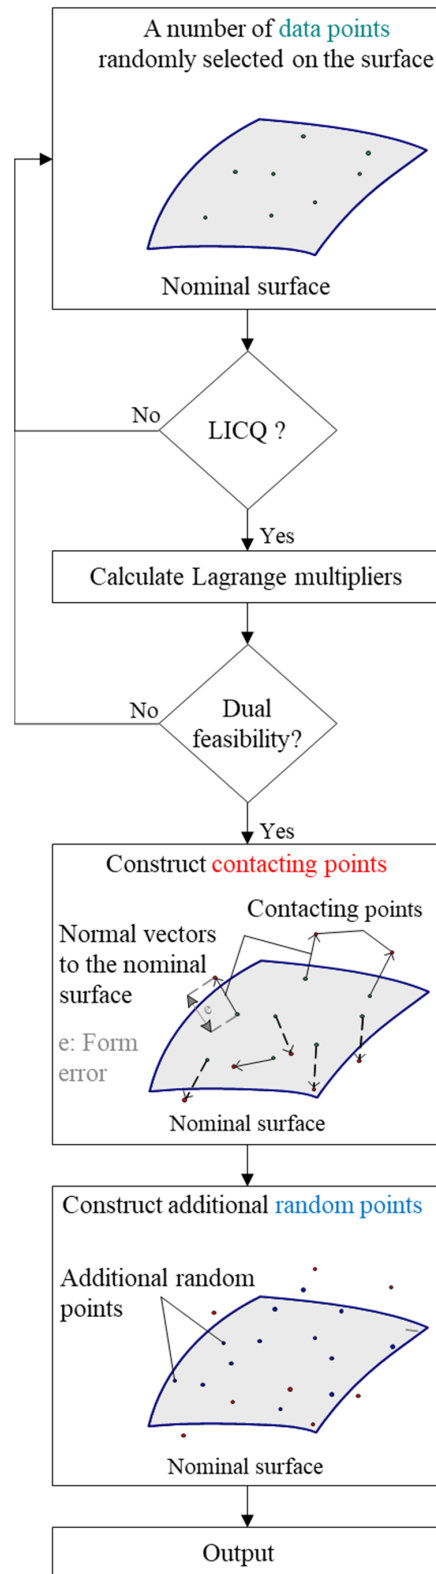 A number of data points
randomly selected on the surface
Nominal surface
No
LICQ ?
Yes
Calculate Lagrange multipliers
No
Dual
feasibility?
Yes
Construct contacting points
Contacting points
Normal vectors
to the nominal
surface
e
e: Form
error
Nominal surface
Construct additional random points
Additional random
points
Nominal surface
Output